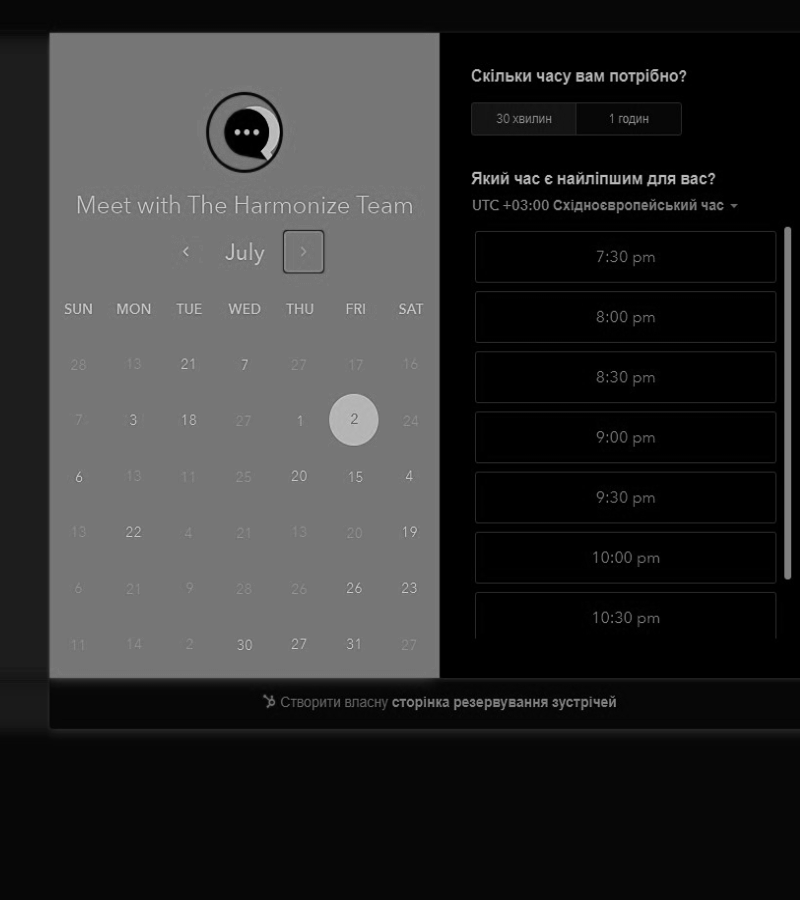 Meet with The Harmonize Team
July
SUN MON TUE WED THU FRI SAT
28 13 21 7 27 17 16
7 3 18 27 1 2 24
6 13 11 25 20 15 4
13 22 4 21 13 20 19
6 21 9 28 26 26 23
11 14 2 30 27 31 27
Скільки часу вам потрібно?
30 хвилин 1 годин
Який час є найліпшим для вас?
UTC +03:00 Східноєвропейський час
7:30 pm
8:00 pm
8:30 pm
9:00 pm
9:30 pm
10:00 pm
10:30 pm
Створити власну сторінка резервування зустрічей